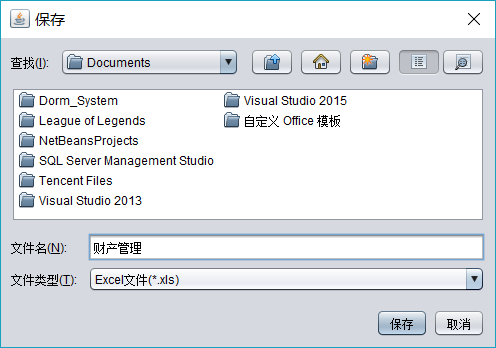 保存
查找(I):
Documents
Dorm_System
League of Legends
NetBeansProjects
SQL Server Management Studio
Tencent Files
Visual Studio 2013
Visual Studio 2015
自定义 Office 模板
文件名(N):
财产管理
文件类型(T):
Excel文件(*.xls)
保存
取消